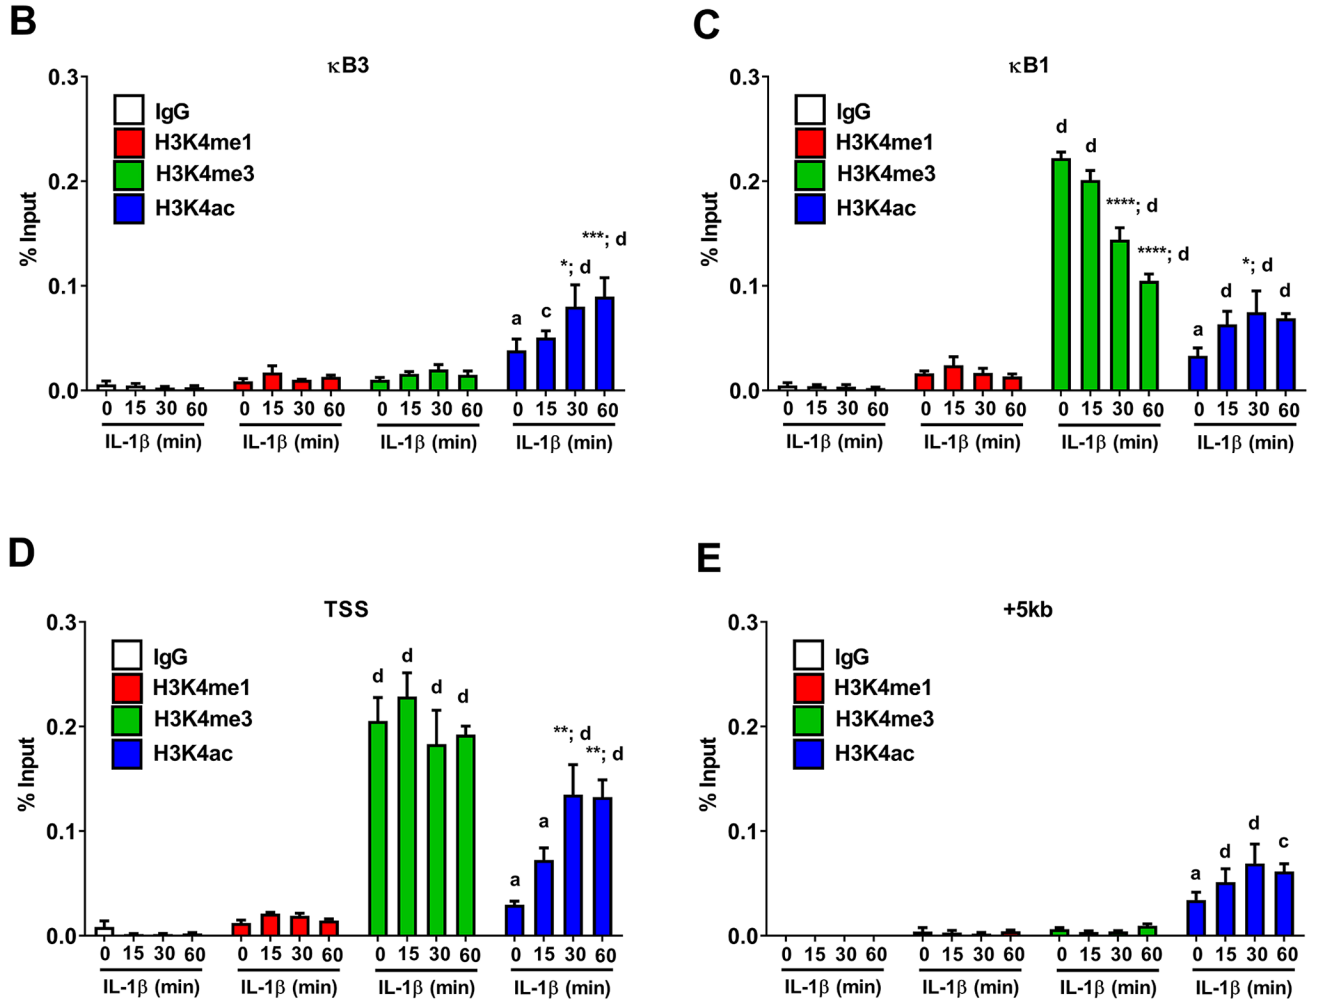 B
κB3
0.3
0.2
0.1
0.0
% Input
IgG
H3K4me1
H3K4me3
H3K4ac
a
c
*; d
***; d
0 15 30 60 0 15 30 60 0 15 30 60 0 15 30 60
IL-1β (min) IL-1β (min) IL-1β (min) IL-1β (min)
C
κB1
0.3
0.2
0.1
0.0
% Input
IgG
H3K4me1
H3K4me3
H3K4ac
d
d
****; d
****; d
a
d
*; d
d
0 15 30 60 0 15 30 60 0 15 30 60 0 15 30 60
IL-1β (min) IL-1β (min) IL-1β (min) IL-1β (min)
D
TSS
0.3
0.2
0.1
0.0
% Input
IgG
H3K4me1
H3K4me3
H3K4ac
d
d
d
d
a
a
**; d
**; d
0 15 30 60 0 15 30 60 0 15 30 60 0 15 30 60
IL-1β (min) IL-1β (min) IL-1β (min) IL-1β (min)
E
+5kb
0.3
0.2
0.1
0.0
% Input
IgG
H3K4me1
H3K4me3
H3K4ac
a
d
d
c
0 15 30 60 0 15 30 60 0 15 30 60 0 15 30 60
IL-1β (min) IL-1β (min) IL-1β (min) IL-1β (min)